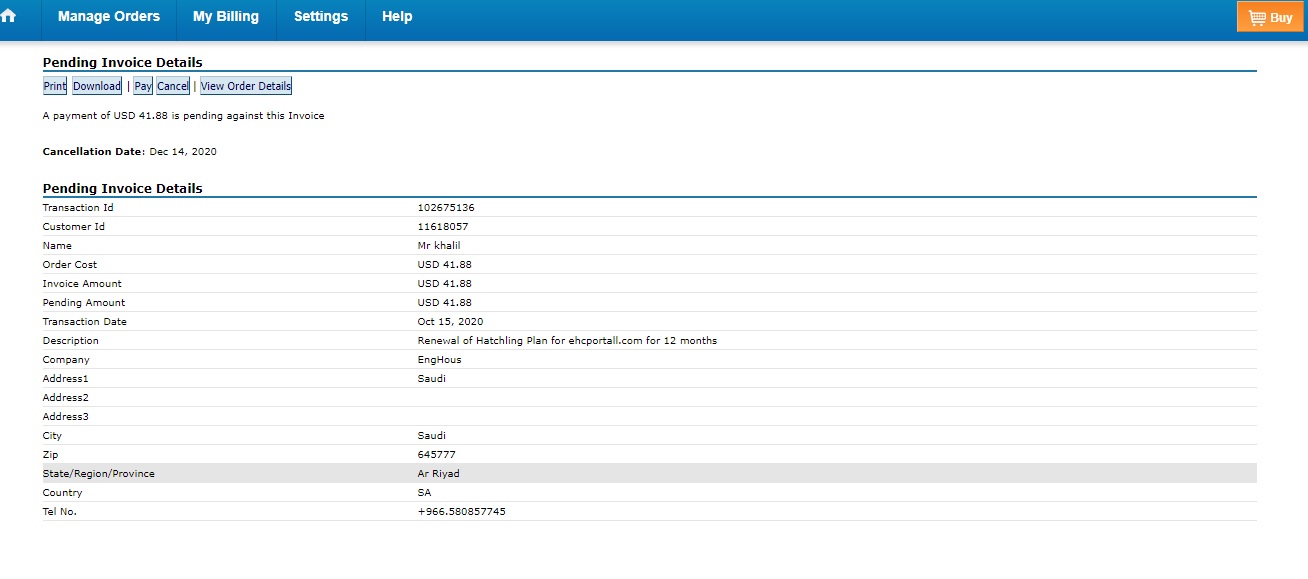 Manage Orders My Billing Settings Help Buy
Pending Invoice Details
Print Download | Pay Cancel | View Order Details
A payment of USD 41.88 is pending against this Invoice
Cancellation Date: Dec 14, 2020
Pending Invoice Details
Transaction Id 102675136
Customer Id 11618057
Name Mr khalil
Order Cost USD 41.88
Invoice Amount USD 41.88
Pending Amount USD 41.88
Transaction Date Oct 15, 2020
Description Renewal of Hatchling Plan for ehcportall.com for 12 months
Company EngHous
Address1 Saudi
Address2
Address3
City Saudi
Zip 645777
State/Region/Province Ar Riyad
Country SA
Tel No. +966.580857745